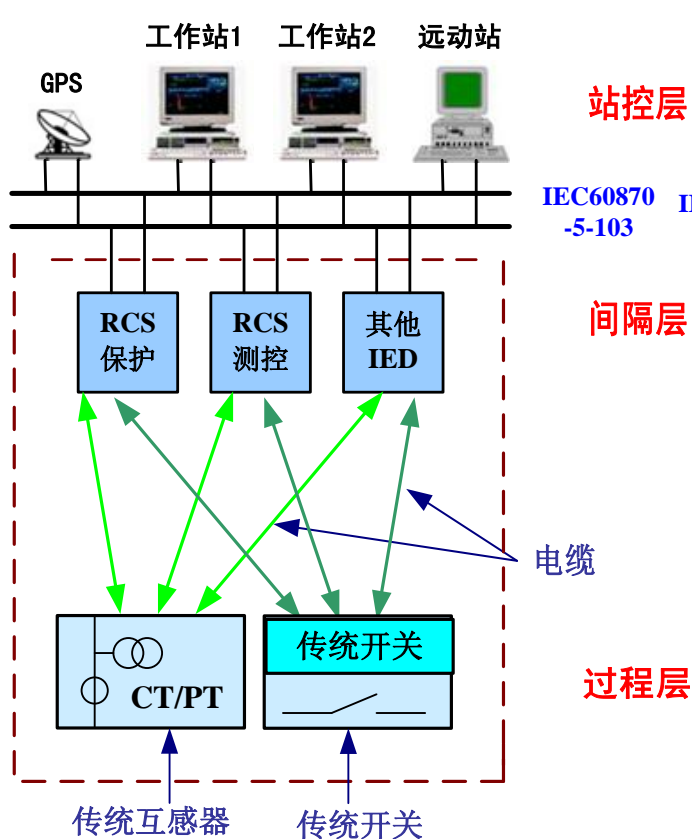 工作站1 工作站2 远动站
GPS
站控层
IEC60870
-5-103
RCS
保护
RCS
测控
其他
IED
间隔层
电缆
传统开关
CT/PT
过程层
传统互感器
传统开关